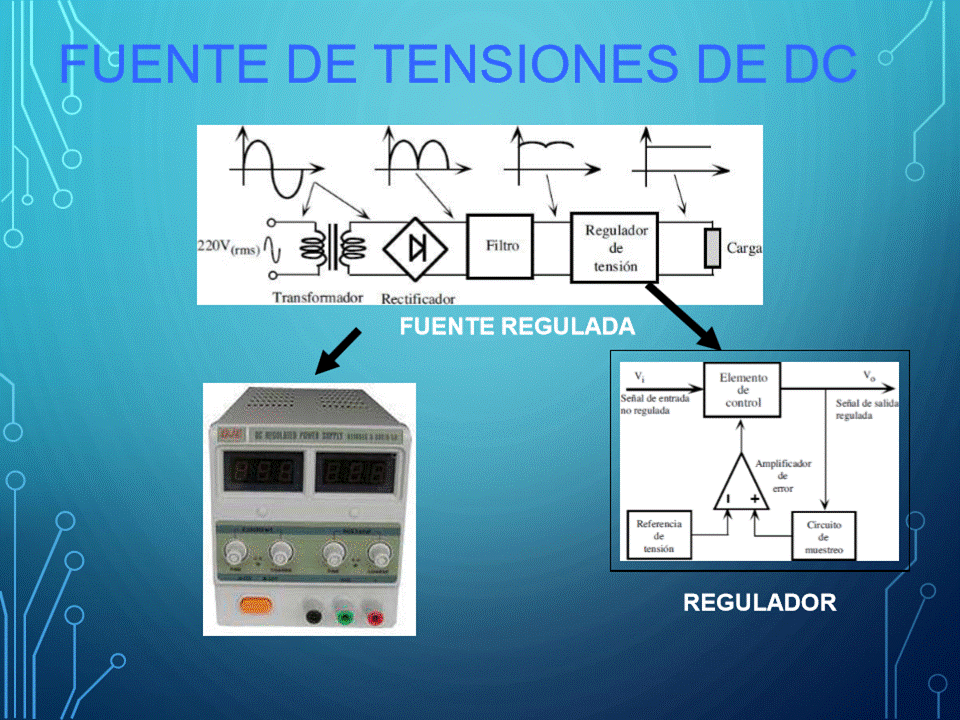 FUENTE DE TENSIONES DE DC
220V(rms)
Transformador
Rectificador
Filtro
Regulador
de
tensión
Carga
FUENTE REGULADA
DC REGULATED POWER SUPPLY
Vi
Señal de entrada
no regulada
Elemento
de
control
Vo
Señal de salida
regulada
Amplificador
de
error
-
+
Referencia
de
tensión
Circuito
de
muestreo
REGULADOR